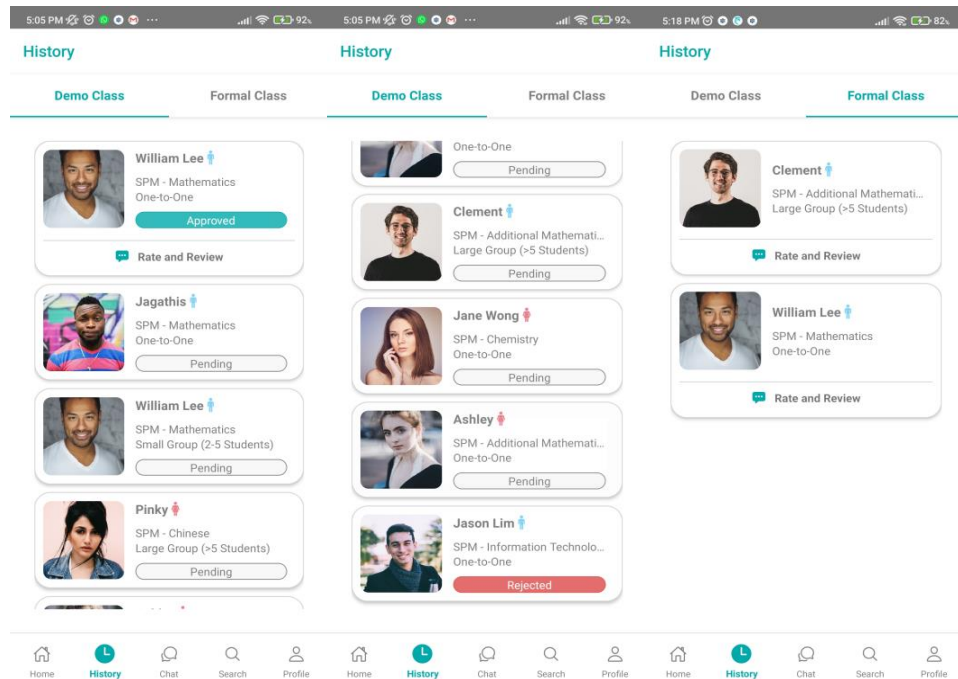 5:05 PM
92%
History
Demo Class
Formal Class
William Lee
SPM - Mathematics
One-to-One
Approved
Rate and Review
Jagathis
SPM - Mathematics
One-to-One
Pending
William Lee
SPM - Mathematics
Small Group (2-5 Students)
Pending
Pinky
SPM - Chinese
Large Group (>5 Students)
Pending
Home
History
Chat
Search
Profile
5:05 PM
92%
History
Demo Class
Formal Class
One-to-One
Pending
Clement
SPM - Additional Mathemati...
Large Group (>5 Students)
Pending
Jane Wong
SPM - Chemistry
One-to-One
Pending
Ashley
SPM - Additional Mathemati...
One-to-One
Pending
Jason Lim
SPM - Information Technolo...
One-to-One
Rejected
Home
History
Chat
Search
Profile
5:18 PM
82%
History
Demo Class
Formal Class
Clement
SPM - Additional Mathemati...
Large Group (>5 Students)
Rate and Review
William Lee
SPM - Mathematics
One-to-One
Rate and Review
Home
History
Chat
Search
Profile